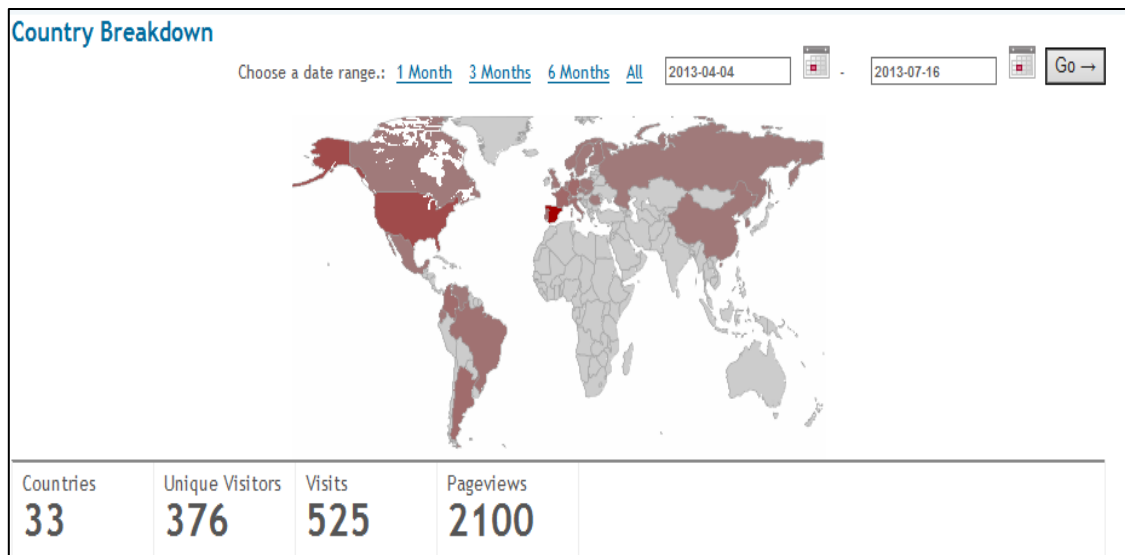 Country Breakdown
Choose a date range.: 1 Month 3 Months 6 Months All 2013-04-04 - 2013-07-16 Go →
Countries Unique Visitors Visits Pageviews
33 376 525 2100